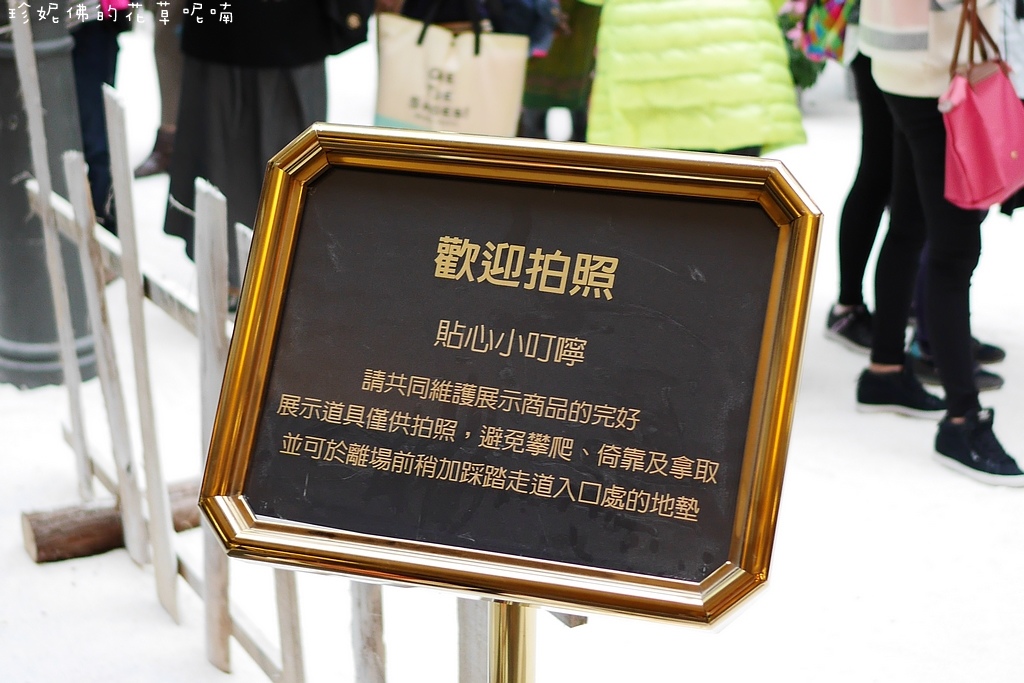 珍妮佛的花草呢喃
歡迎拍照
貼心小叮嚀
請共同維護展示商品的完好
展示道具僅供拍照，避免攀爬、倚靠及拿取
並可於離場前稍加踩踏走道入口處的地墊